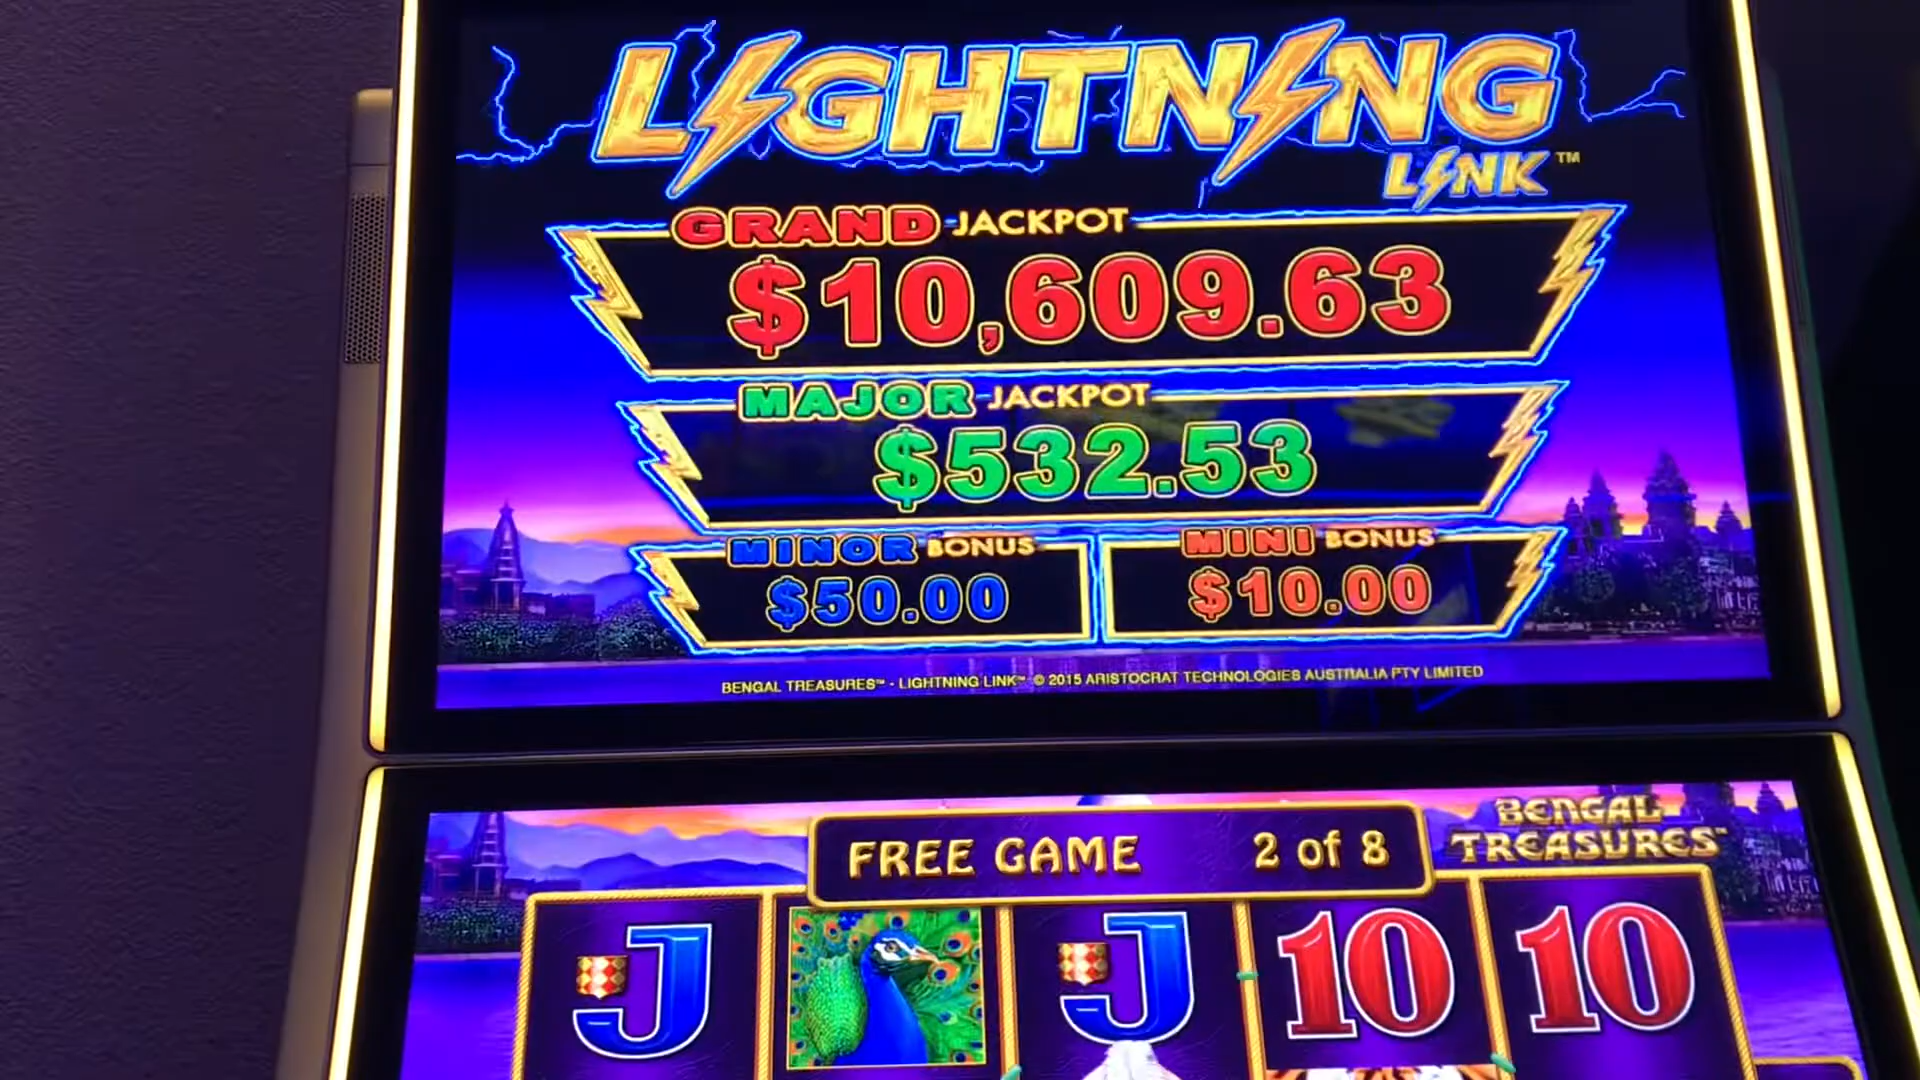 LIGHTNING
LINK™
GRAND JACKPOT
$10,609.63
MAJOR JACKPOT
$532.53
MINOR BONUS
$50.00
MINI BONUS
$10.00
BENGAL TREASURES™ - LIGHTNING LINK™ © 2015 ARISTOCRAT TECHNOLOGIES AUSTRALIA PTY LIMITED
FREE GAME 2 of 8
BENGAL
TREASURES™
J J 10 10